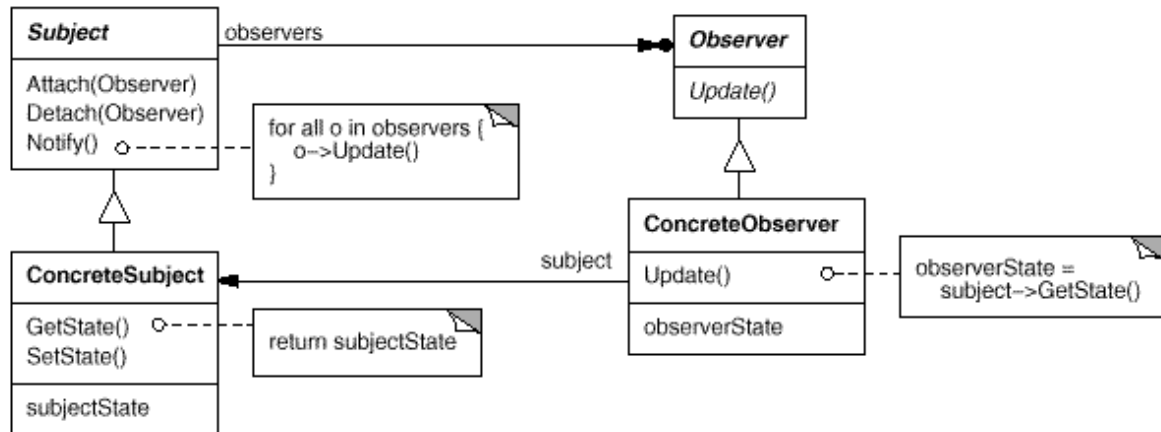 Subject
Attach(Observer)
Detach(Observer)
Notify()
observers
Observer
Update()
for all o in observers {
o->Update()
}
ConcreteSubject
GetState()
SetState()
subjectState
return subjectState
subject
ConcreteObserver
Update()
observerState
observerState =
subject->GetState()